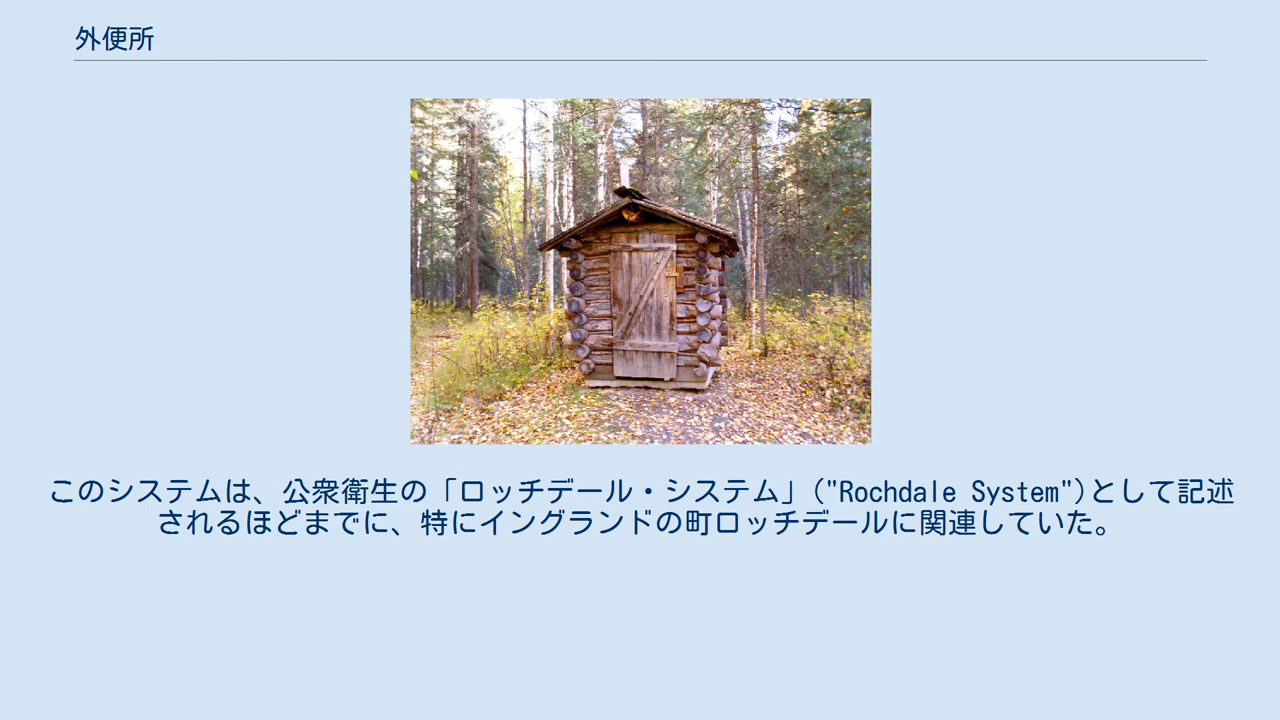 外便所
このシステムは、公衆衛生の「ロッチデール・システム」("Rochdale System")として記述
されるほどまでに、特にイングランドの町ロッチデールに関連していた。